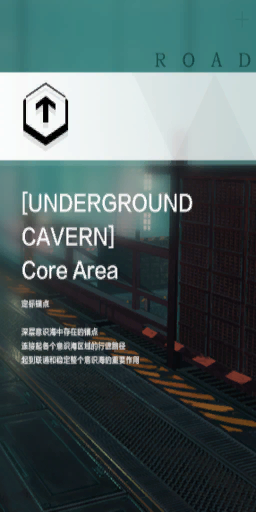 ROAD
[UNDERGROUND
CAVERN]
Core Area
定标锚点
深层意识海中存在的锚点
连接起各个意识海区域的行进路径
起到联通和稳定整个意识海的重要作用